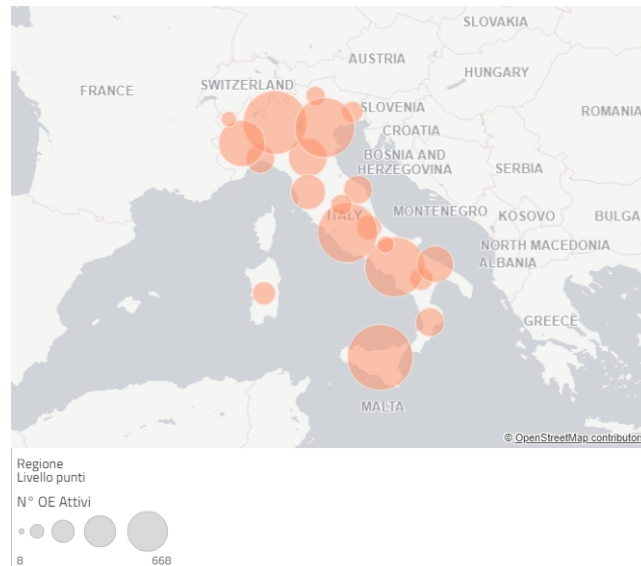 SLOVAKIA
AUSTRIA
FRANCE
SWITZERLAND
HUNGARY
SLOVENIA
ROMANIA
CROATIA
BOSNIA AND
HERZEGOVINA
SERBIA
ITALY
MONTENEGRO
KOSOVO
BULGA
NORTH MACEDONIA
ALBANIA
GREECE
MALTA
© OpenStreetMap contributors
Regione
Livello punti
N° OE Attivi
8
668